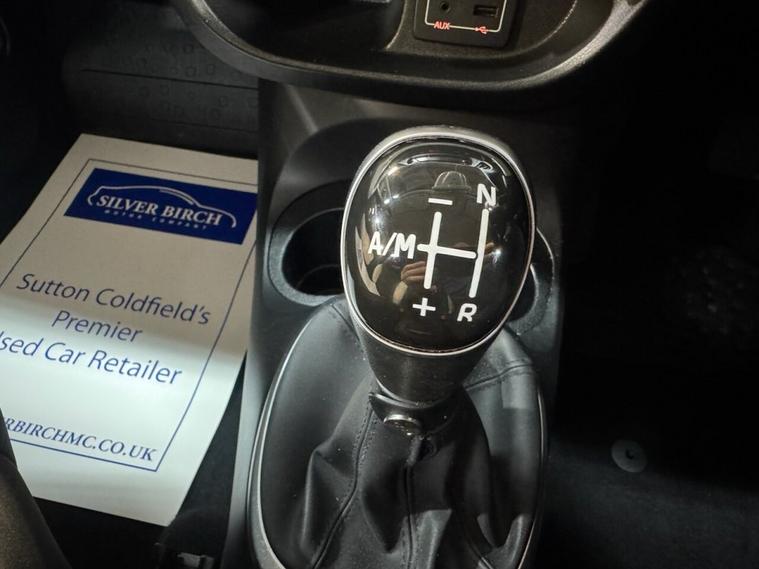 AUX
SILVER BIRCH
MOTOR COMPANY
Sutton Coldfield's
Premier
sed Car Retailer
RBIRCHMC.CO.UK
− N
A/M
+ R